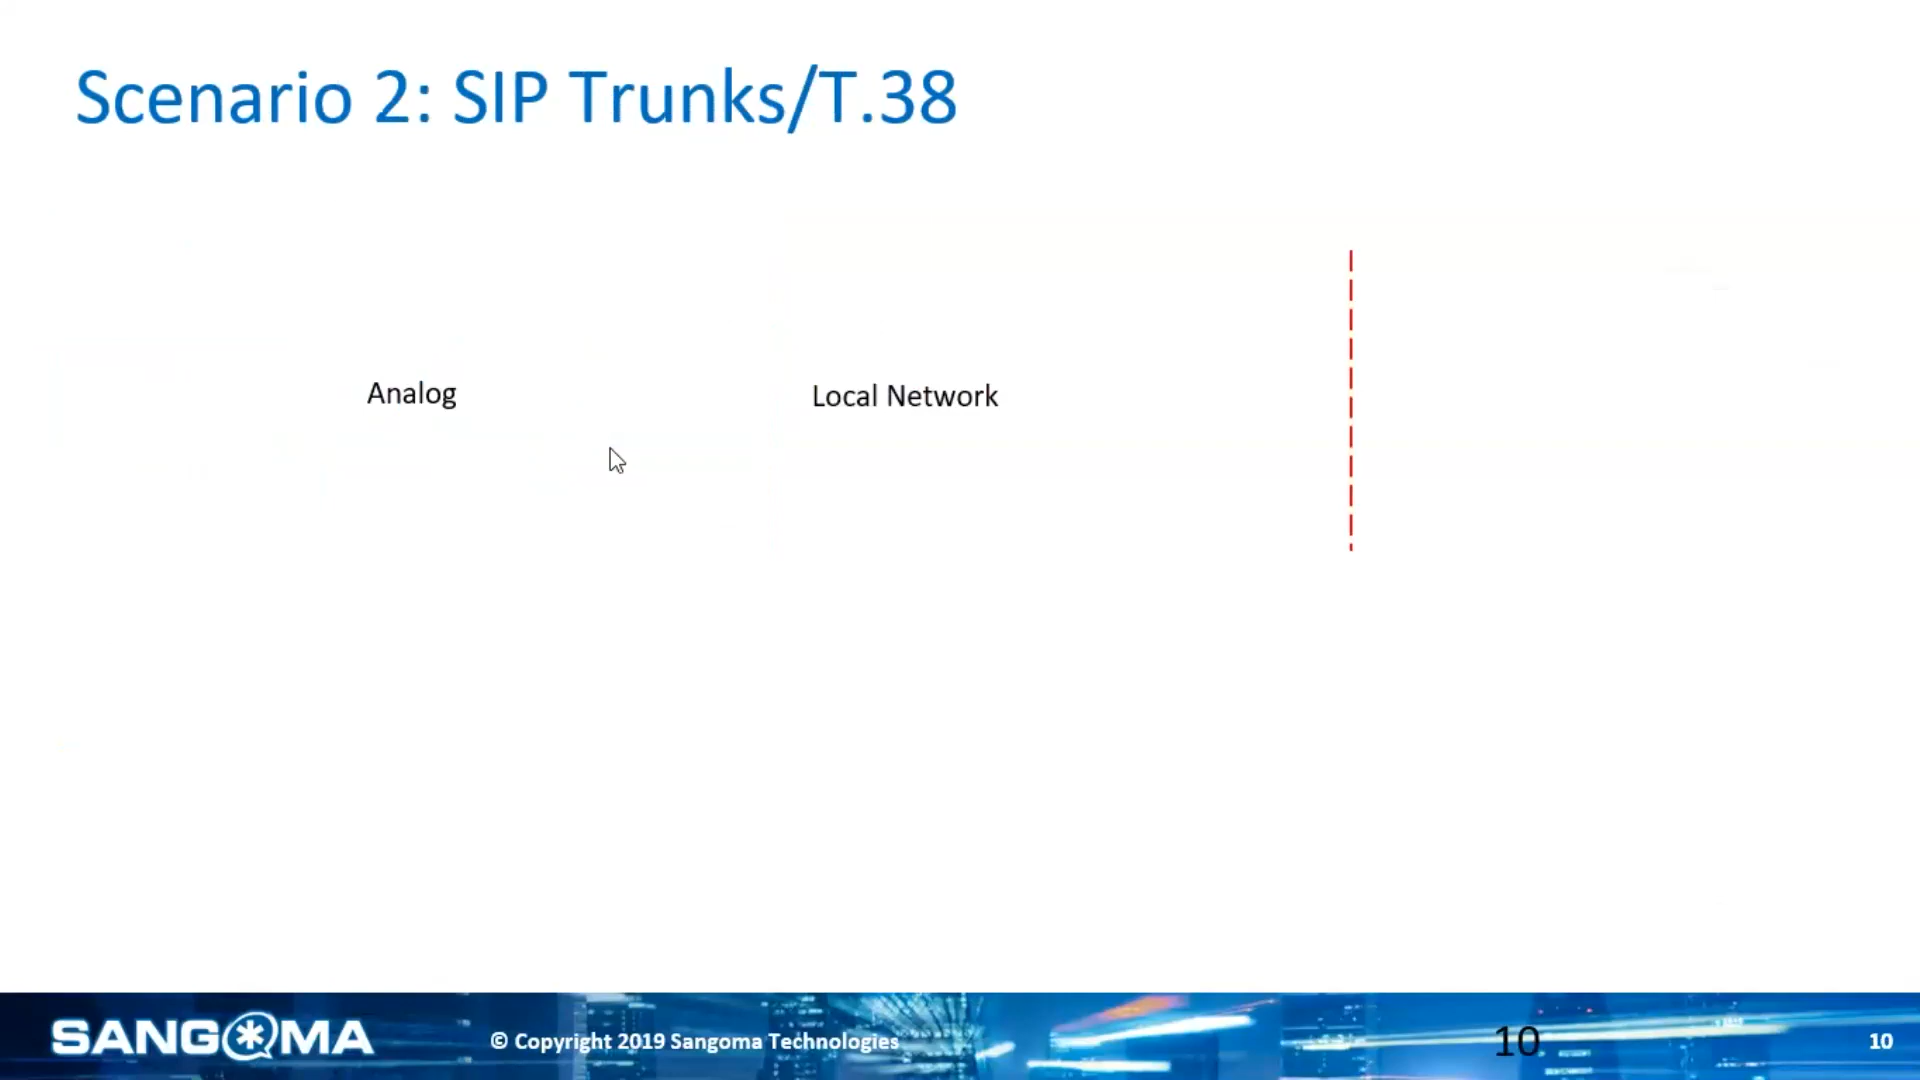 Scenario 2: SIP Trunks/T.38
Analog
Local Network
SANGOMA
© Copyright 2019 Sangoma Technologies
10
10